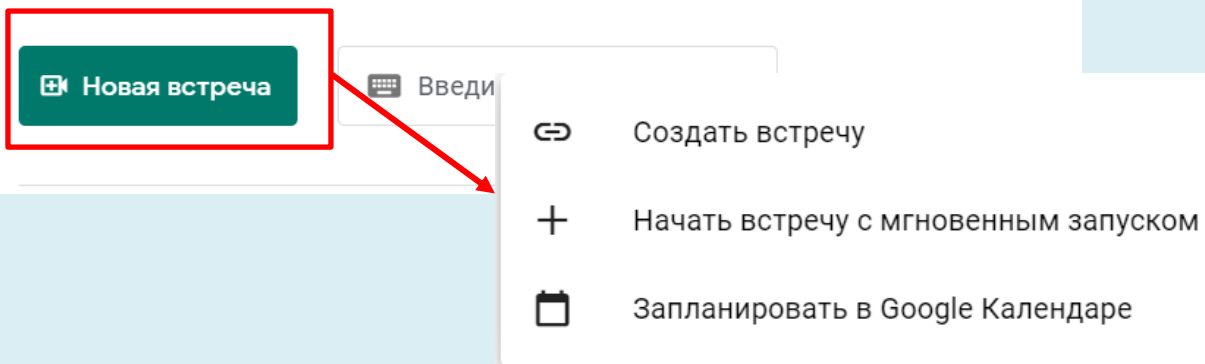 Новая встреча
Введи
Создать встречу
Начать встречу с мгновенным запуском
Запланировать в Google Календаре